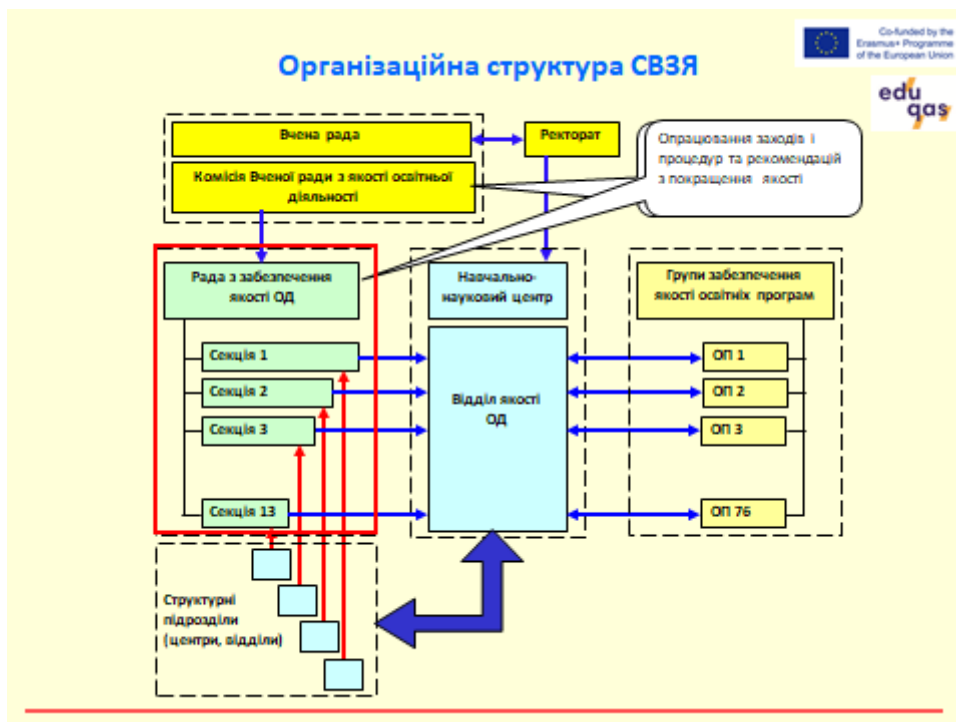 Co-funded by the
Erasmus+ Programme
of the European Union
Організаційна структура СВЗЯ
edu
qas
Вчена рада
Ректорат
Опрацювання заходів і
процедур та рекомендацій
з покращення якості
Комісія Вченої ради з якості освітньої
діяльності
Рада з забезпечення
якості ОД
Навчально-
науковий центр
Групи забезпечення
якості освітніх програм
Секція 1
ОП 1
Секція 2
ОП 2
Відділ якості
ОД
Секція 3
ОП 3
Секція 13
ОП 76
Структурні
підрозділи
(центри, відділи)